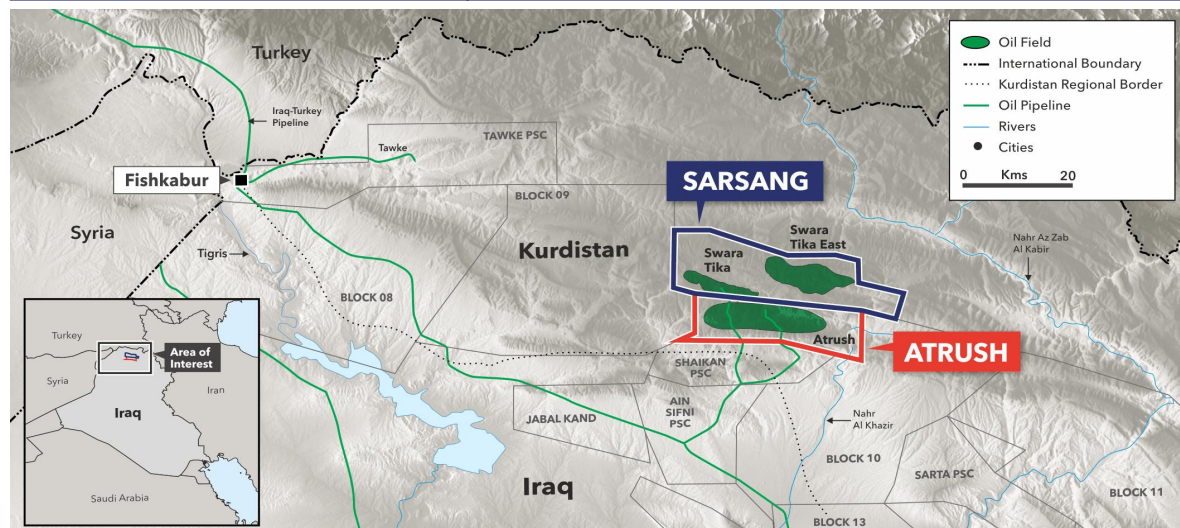 Turkey
Iraq-Turkey
Pipeline
Tawke
TAWKE PSC
Fishkabur
BLOCK 09
SARSANG
Syria
Tigris
Kurdistan
Swara
Tika
Swara
Tika East
Nahr Az Zab
Al Kabir
BLOCK 08
Atrush
ATRUSH
SHAIKAN
PSC
AIN
SIFNI
PSC
JABAL KAND
Nahr
Al Khazir
Iraq
BLOCK 10
SARTA PSC
BLOCK 11
BLOCK 13
Oil Field
International Boundary
Kurdistan Regional Border
Oil Pipeline
Rivers
Cities
0 Kms 20
Turkey
Area of
Interest
Syria
Iran
Iraq
Saudi Arabia